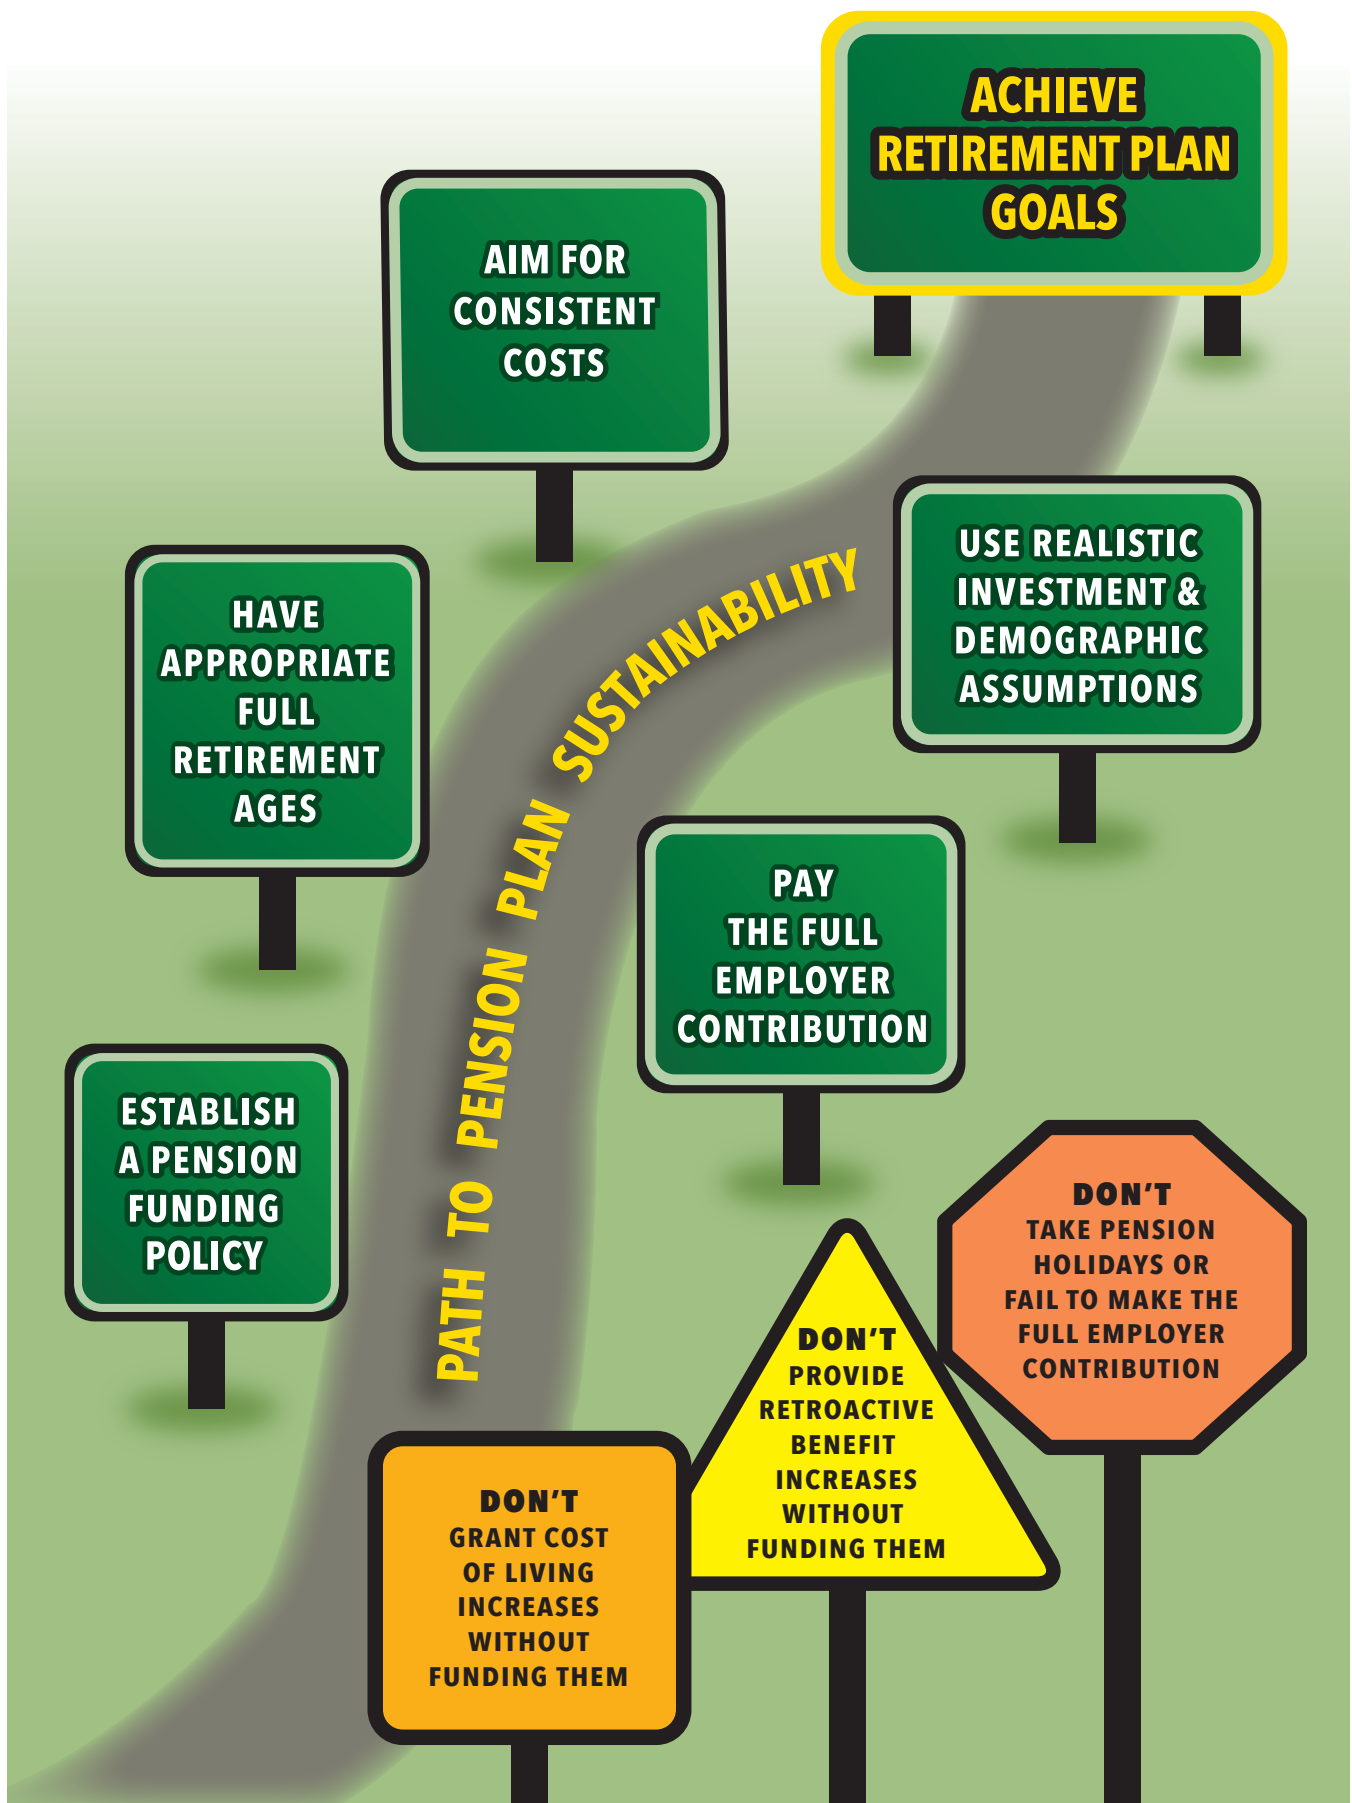 ACHIEVE
RETIREMENT PLAN
GOALS
AIM FOR
CONSISTENT
COSTS
USE REALISTIC
INVESTMENT &
DEMOGRAPHIC
ASSUMPTIONS
HAVE
APPROPRIATE
FULL
RETIREMENT
AGES
PATH TO PENSION PLAN SUSTAINABILITY
PAY
THE FULL
EMPLOYER
CONTRIBUTION
ESTABLISH
A PENSION
FUNDING
POLICY
DON'T
TAKE PENSION
HOLIDAYS OR
FAIL TO MAKE THE
FULL EMPLOYER
CONTRIBUTION
DON'T
PROVIDE
RETROACTIVE
BENEFIT
INCREASES
WITHOUT
FUNDING THEM
DON'T
GRANT COST
OF LIVING
INCREASES
WITHOUT
FUNDING THEM